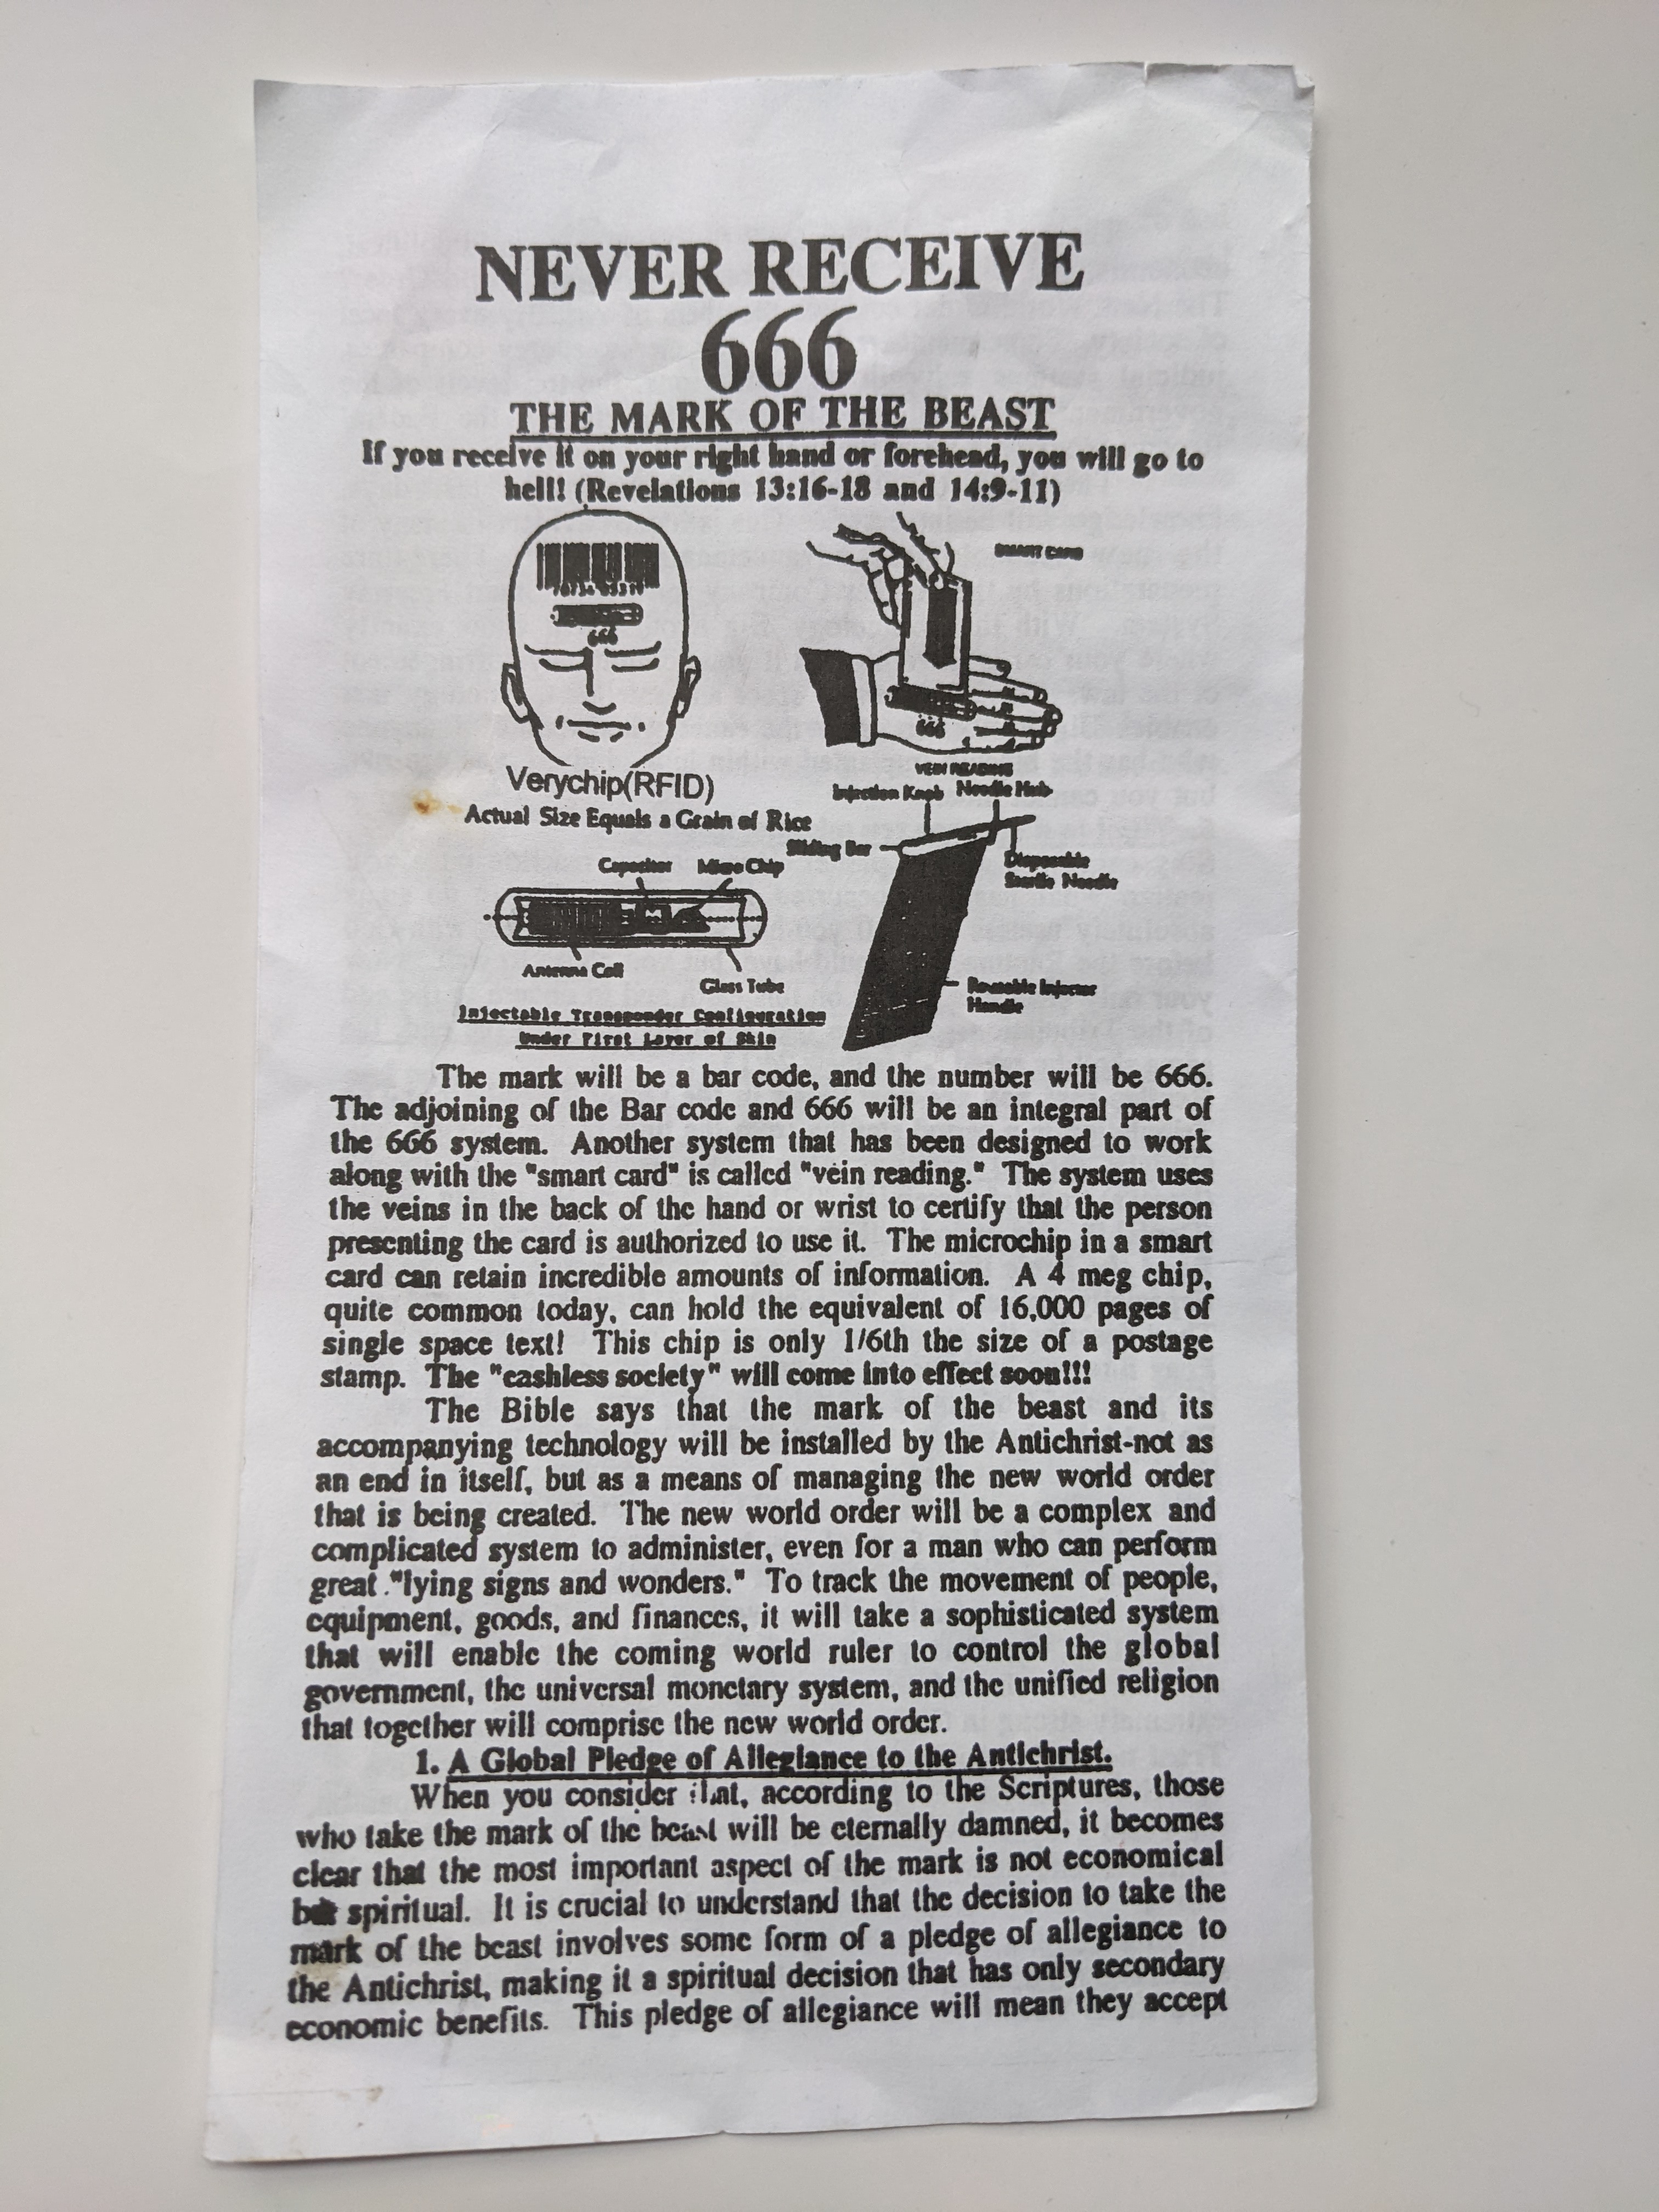 NEVER RECEIVE
666
THE MARK OF THE BEAST
If you receive it on your right hand or forehead, you will go to
hell! (Revelations 13:16-18 and 14:9-11)
SMART CARD
666
666
VEIN READING
Verychip(RFID)
Actual Size Equals a Grain of Rice
Injection Knob Needle Hub
Sliding Bar
Disposable
Sterile Needle
Capacitor Micro Chip
Antenna Coil
Glass Tube
Reusable Injector
Handle
Injectable Transponder Configuration
Under First Layer of Skin
The mark will be a bar code, and the number will be 666.
The adjoining of the Bar code and 666 will be an integral part of
the 666 system. Another system that has been designed to work
along with the "smart card" is called "vein reading." The system uses
the veins in the back of the hand or wrist to certify that the person
presenting the card is authorized to use it. The microchip in a smart
card can retain incredible amounts of information. A 4 meg chip,
quite common today, can hold the equivalent of 16,000 pages of
single space text! This chip is only 1/6th the size of a postage
stamp. The "cashless society" will come into effect soon!!!
The Bible says that the mark of the beast and its
accompanying technology will be installed by the Antichrist-not as
an end in itself, but as a means of managing the new world order
that is being created. The new world order will be a complex and
complicated system to administer, even for a man who can perform
great "lying signs and wonders." To track the movement of people,
equipment, goods, and finances, it will take a sophisticated system
that will enable the coming world ruler to control the global
government, the universal monetary system, and the unified religion
that together will comprise the new world order.
1. A Global Pledge of Allegiance to the Antichrist.
When you consider that, according to the Scriptures, those
who take the mark of the beast will be eternally damned, it becomes
clear that the most important aspect of the mark is not economical
but spiritual. It is crucial to understand that the decision to take the
mark of the beast involves some form of a pledge of allegiance to
the Antichrist, making it a spiritual decision that has only secondary
economic benefits. This pledge of allegiance will mean they accept